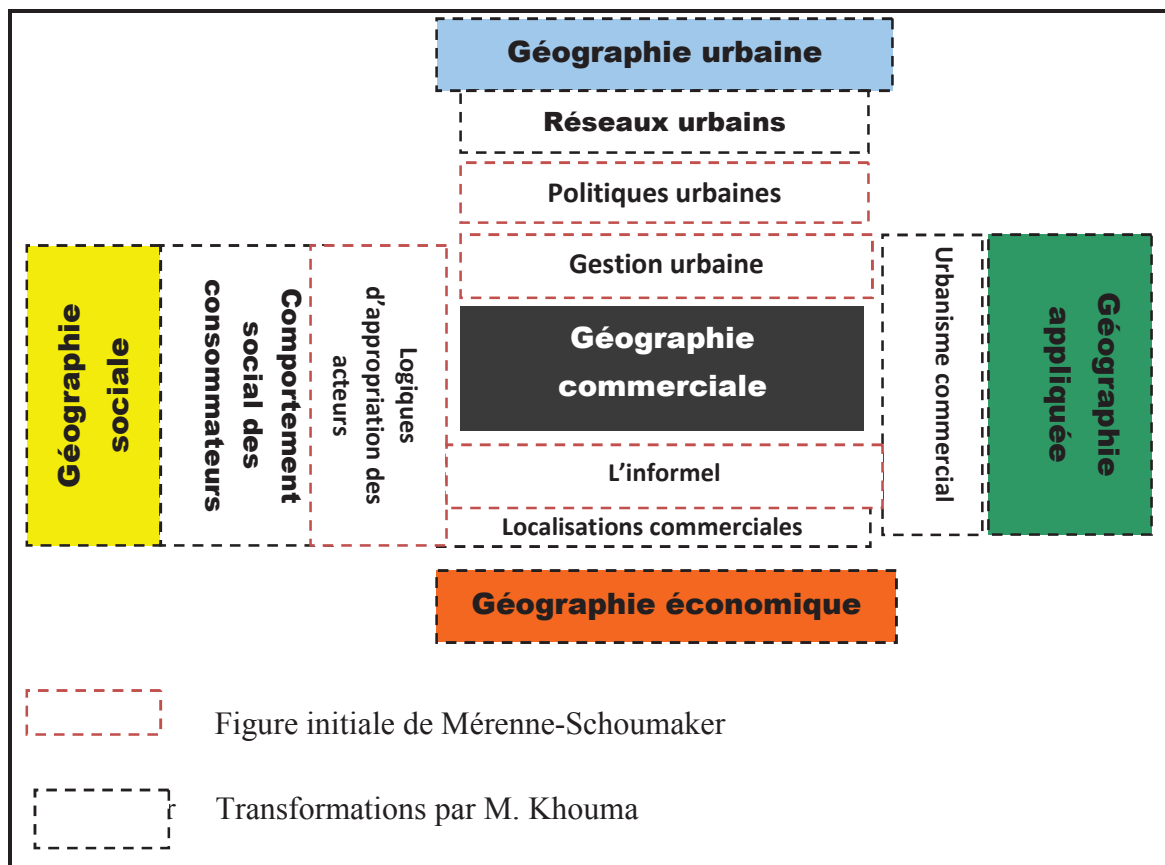 Géographie urbaine
Réseaux urbains
Politiques urbaines
Gestion urbaine
Géographie
commerciale
L'informel
Localisations commerciales
Géographie économique
Géographie
sociale
Comportement
social des
consommateurs
Logiques
d'appropriation des
acteurs
Urbanisme commercial
Géographie
appliquée
Figure initiale de Mérenne-Schoumaker
Transformations par M. Khouma